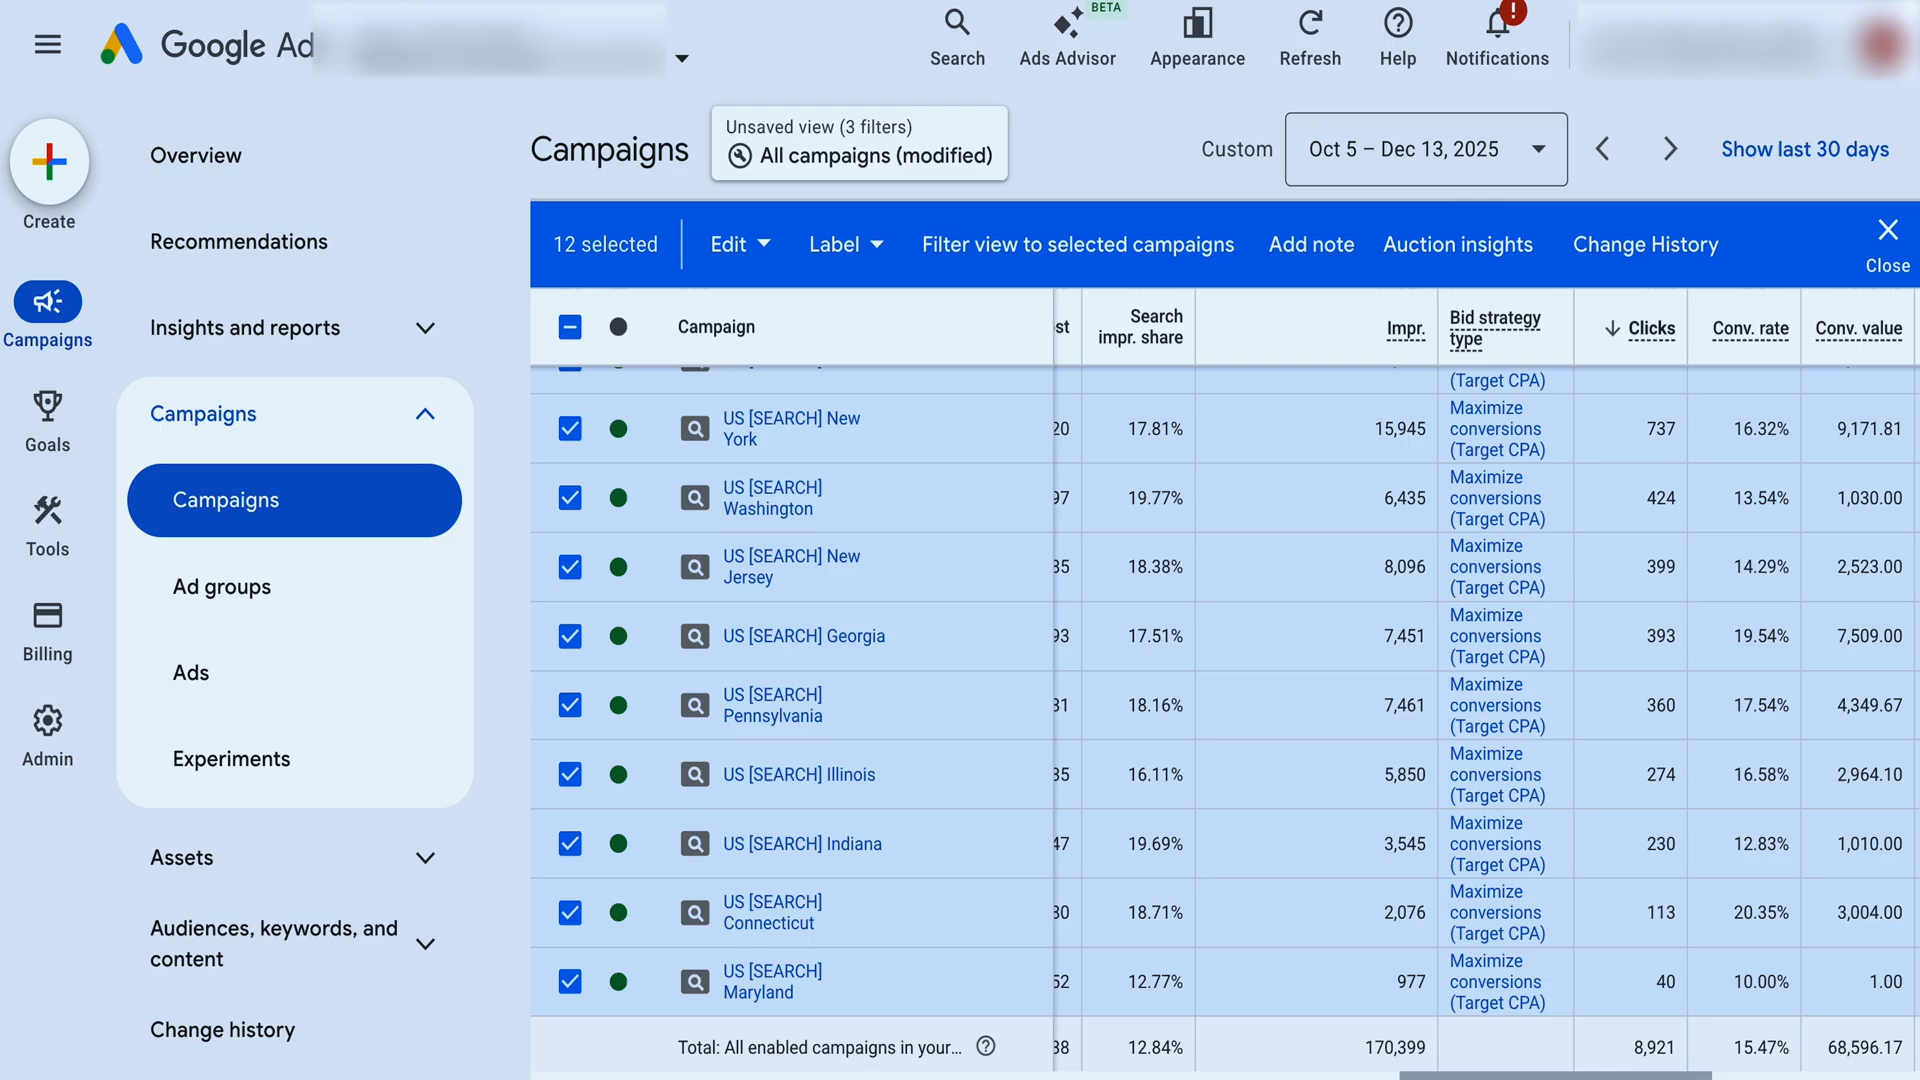 Google Ad
BETA
Search
Ads Advisor
Appearance
Refresh
Help
!
Notifications
Create
Campaigns
Goals
Tools
Billing
Admin
Overview
Recommendations
Insights and reports
Campaigns
Campaigns
Ad groups
Ads
Experiments
Assets
Audiences, keywords, and
content
Change history
Campaigns
Unsaved view (3 filters)
All campaigns (modified)
Custom
Oct 5 – Dec 13, 2025
Show last 30 days
12 selected
Edit
Label
Filter view to selected campaigns
Add note
Auction insights
Change History
Close
Campaign
st
Search
impr. share
Impr.
Bid strategy
type
Clicks
Conv. rate
Conv. value
(Target CPA)
US [SEARCH] New
York
20 17.81% 15,945
Maximize
conversions
(Target CPA)
737 16.32% 9,171.81
US [SEARCH]
Washington
97 19.77% 6,435
Maximize
conversions
(Target CPA)
424 13.54% 1,030.00
US [SEARCH] New
Jersey
35 18.38% 8,096
Maximize
conversions
(Target CPA)
399 14.29% 2,523.00
US [SEARCH] Georgia
93 17.51% 7,451
Maximize
conversions
(Target CPA)
393 19.54% 7,509.00
US [SEARCH]
Pennsylvania
31 18.16% 7,461
Maximize
conversions
(Target CPA)
360 17.54% 4,349.67
US [SEARCH] Illinois
35 16.11% 5,850
Maximize
conversions
(Target CPA)
274 16.58% 2,964.10
US [SEARCH] Indiana
47 19.69% 3,545
Maximize
conversions
(Target CPA)
230 12.83% 1,010.00
US [SEARCH]
Connecticut
30 18.71% 2,076
Maximize
conversions
(Target CPA)
113 20.35% 3,004.00
US [SEARCH]
Maryland
52 12.77% 977
Maximize
conversions
(Target CPA)
40 10.00% 1.00
Total: All enabled campaigns in your...
38 12.84% 170,399 8,921 15.47% 68,596.17